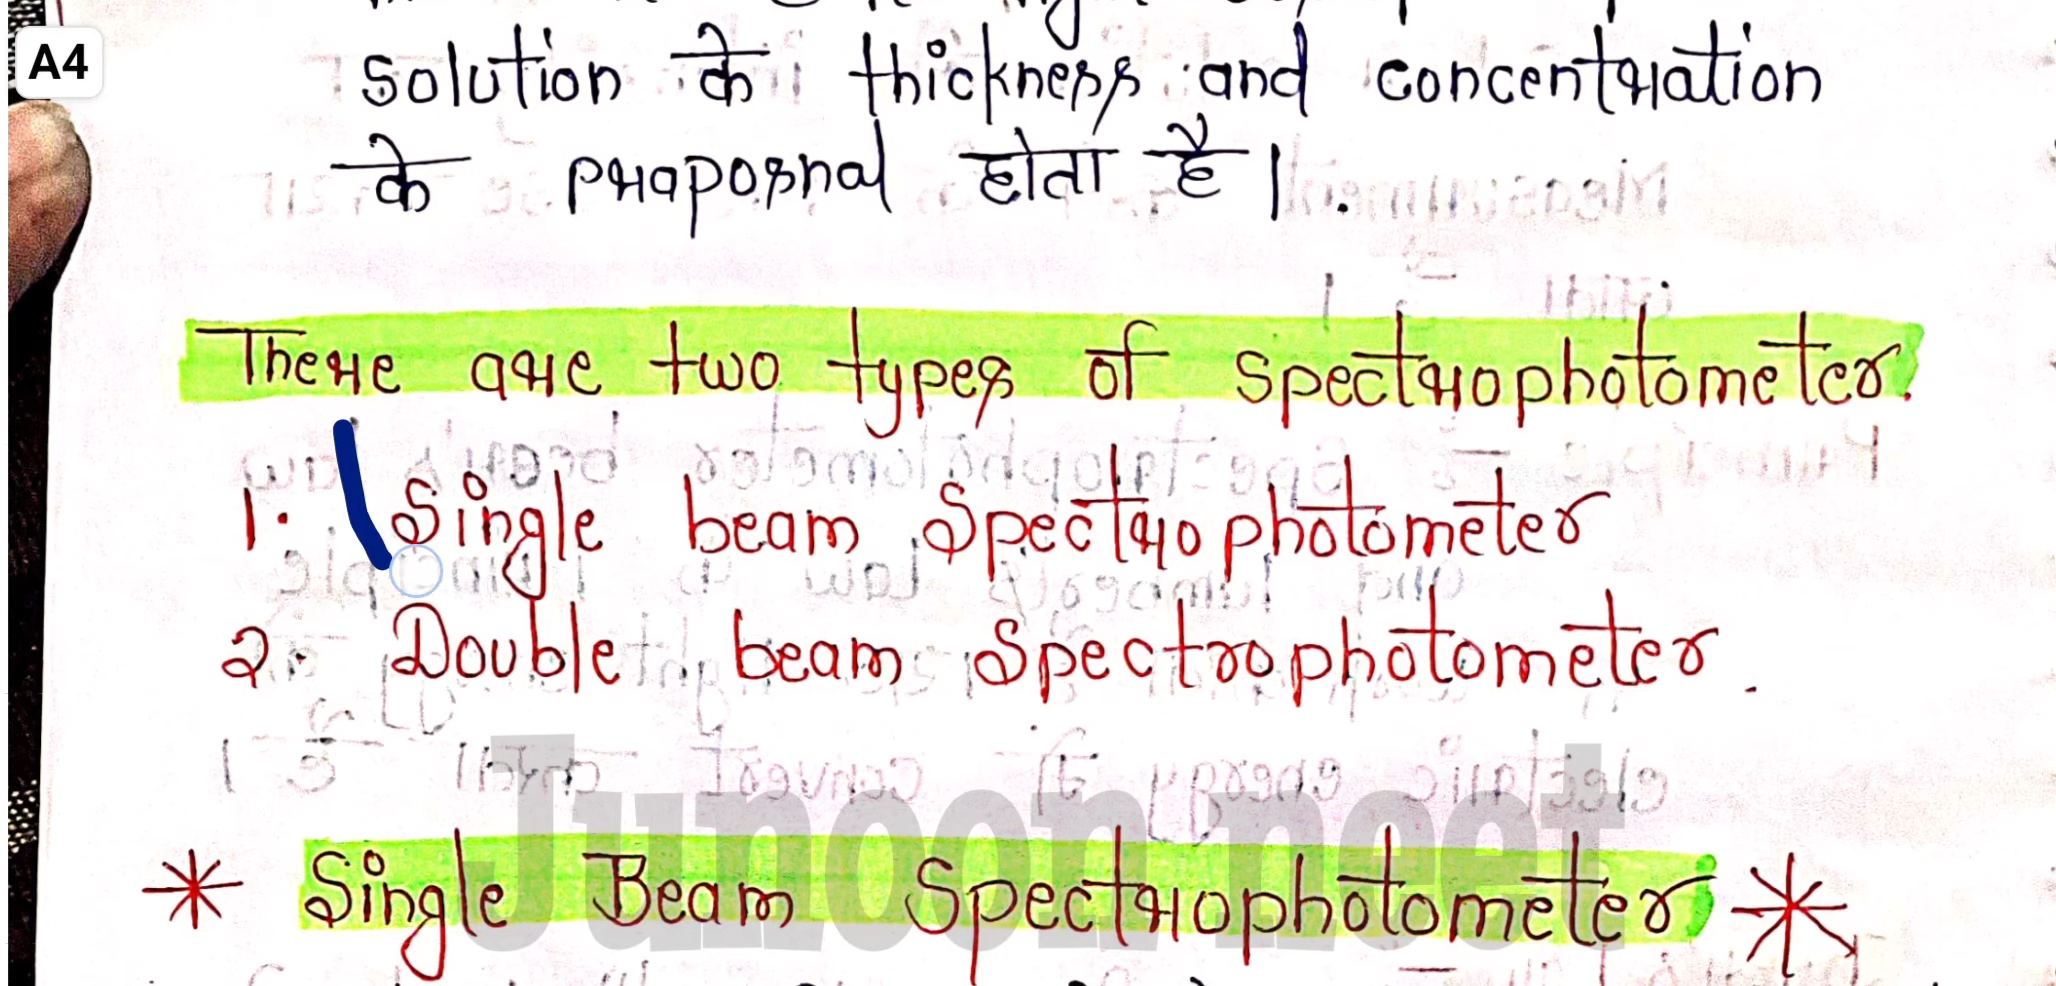 A4
solution के thickness and concentration
के praposnal होता है।.
There are two types of spectrophotometer.
1. Single beam Spectrophotometer
2. Double beam Spectrophotometer.
Junoon neet
* Single Beam Spectrophotometer *